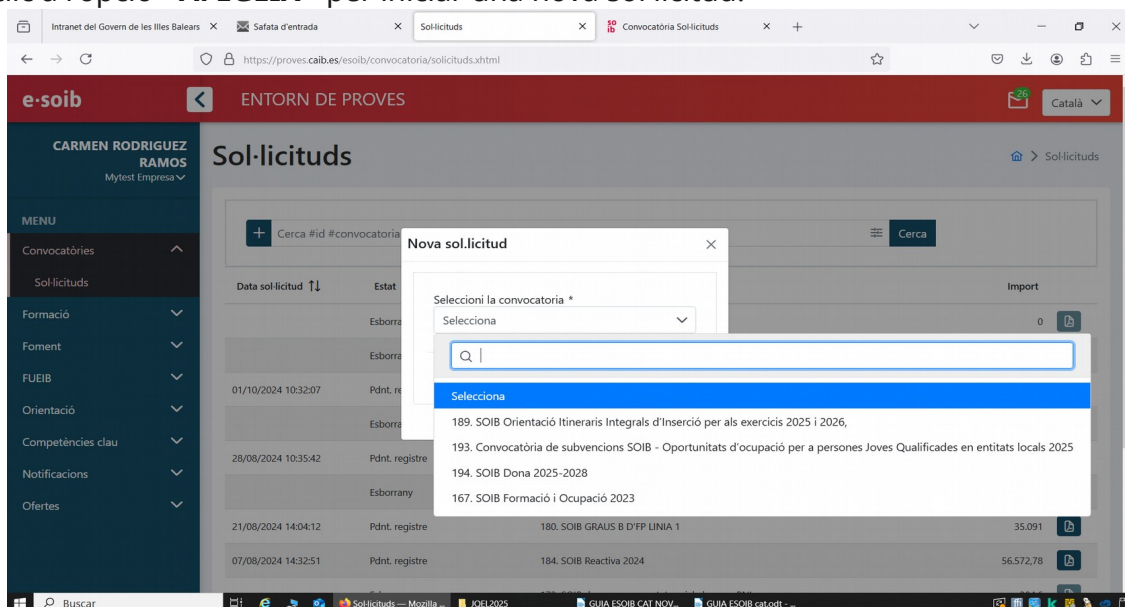 per iniciar una nova sol·licitud.
Intranet del Govern de les Illes Balears
Safata d'entrada
Sol·licituds
Convocatòria Sol·licituds
https://proves.caib.es/esoib/convocatoria/solicituds.xhtml
e·soib
ENTORN DE PROVES
26
Català
CARMEN RODRIGUEZ
RAMOS
Mytest Empresa
Sol·licituds
Sol·licituds
MENU
Convocatòries
Sol·licituds
Formació
Foment
FUEIB
Orientació
Competències clau
Notificacions
Ofertes
Cerca #id #convocatoria
Cerca
Data sol·licitud
Estat
Import
Esborra
0
Esborra
01/10/2024 10:32:07
Pdnt. re
Esborra
28/08/2024 10:35:42
Pdnt. registre
Esborrany
21/08/2024 14:04:12
Pdnt. registre
180. SOIB GRAUS B D'FP LINIA 1
35.091
07/08/2024 14:32:51
Pdnt. registre
184. SOIB Reactiva 2024
56.572,78
Nova sol.licitud
Seleccioni la convocatoria *
Selecciona
Selecciona
189. SOIB Orientació Itineraris Integrals d'Inserció per als exercicis 2025 i 2026,
193. Convocatòria de subvencions SOIB - Oportunitats d'ocupació per a persones Joves Qualificades en entitats locals 2025
194. SOIB Dona 2025-2028
167. SOIB Formació i Ocupació 2023
Buscar
Sol·licituds — Mozilla ...
JQEL2025
GUIA ESOIB CAT NOV...
GUIA ESOIB cat.odt - ...